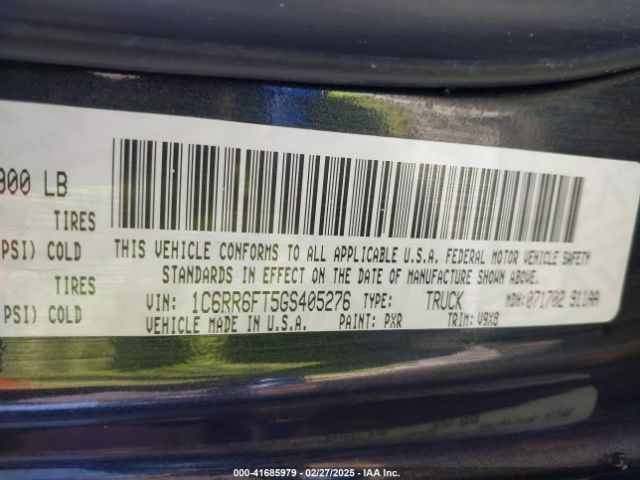 900 LB
TIRES
PSI) COLD
TIRES
PSI) COLD
THIS VEHICLE CONFORMS TO ALL APPLICABLE U.S.A. FEDERAL MOTOR VEHICLE SAFETY
STANDARDS IN EFFECT ON THE DATE OF MANUFACTURE SHOWN ABOVE.
VIN: 1C6RR6FT5GS405276 TYPE: TRUCK MDH: 071702 911AA
VEHICLE MADE IN U.S.A. PAINT: PXR TRIM: V9X9
000-41685979 - 02/27/2025 - IAA Inc.